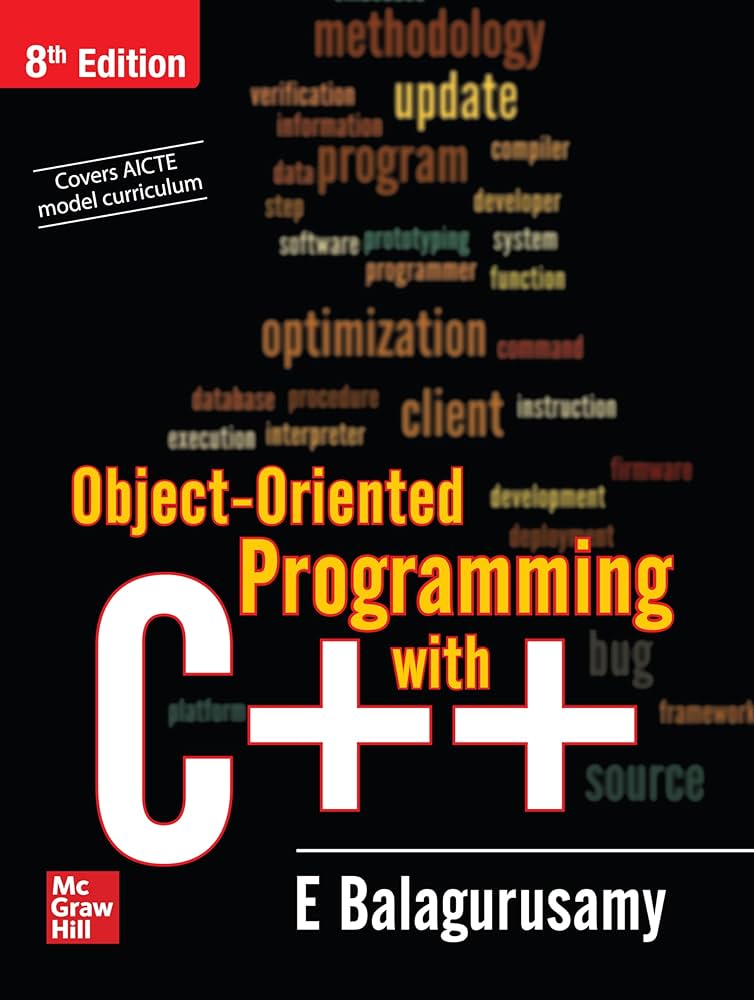 8th Edition
methodology
verification
update
information
compiler
data
program
step
developer
software
prototyping
system
programmer
function
optimization
command
database
procedure
client
instruction
execution
interpreter
firmware
Object-Oriented
development
deployment
Programming
with
bug
C++
platform
framework
source
Covers AICTE
model curriculum
E Balagurusamy
Mc
Graw
Hill